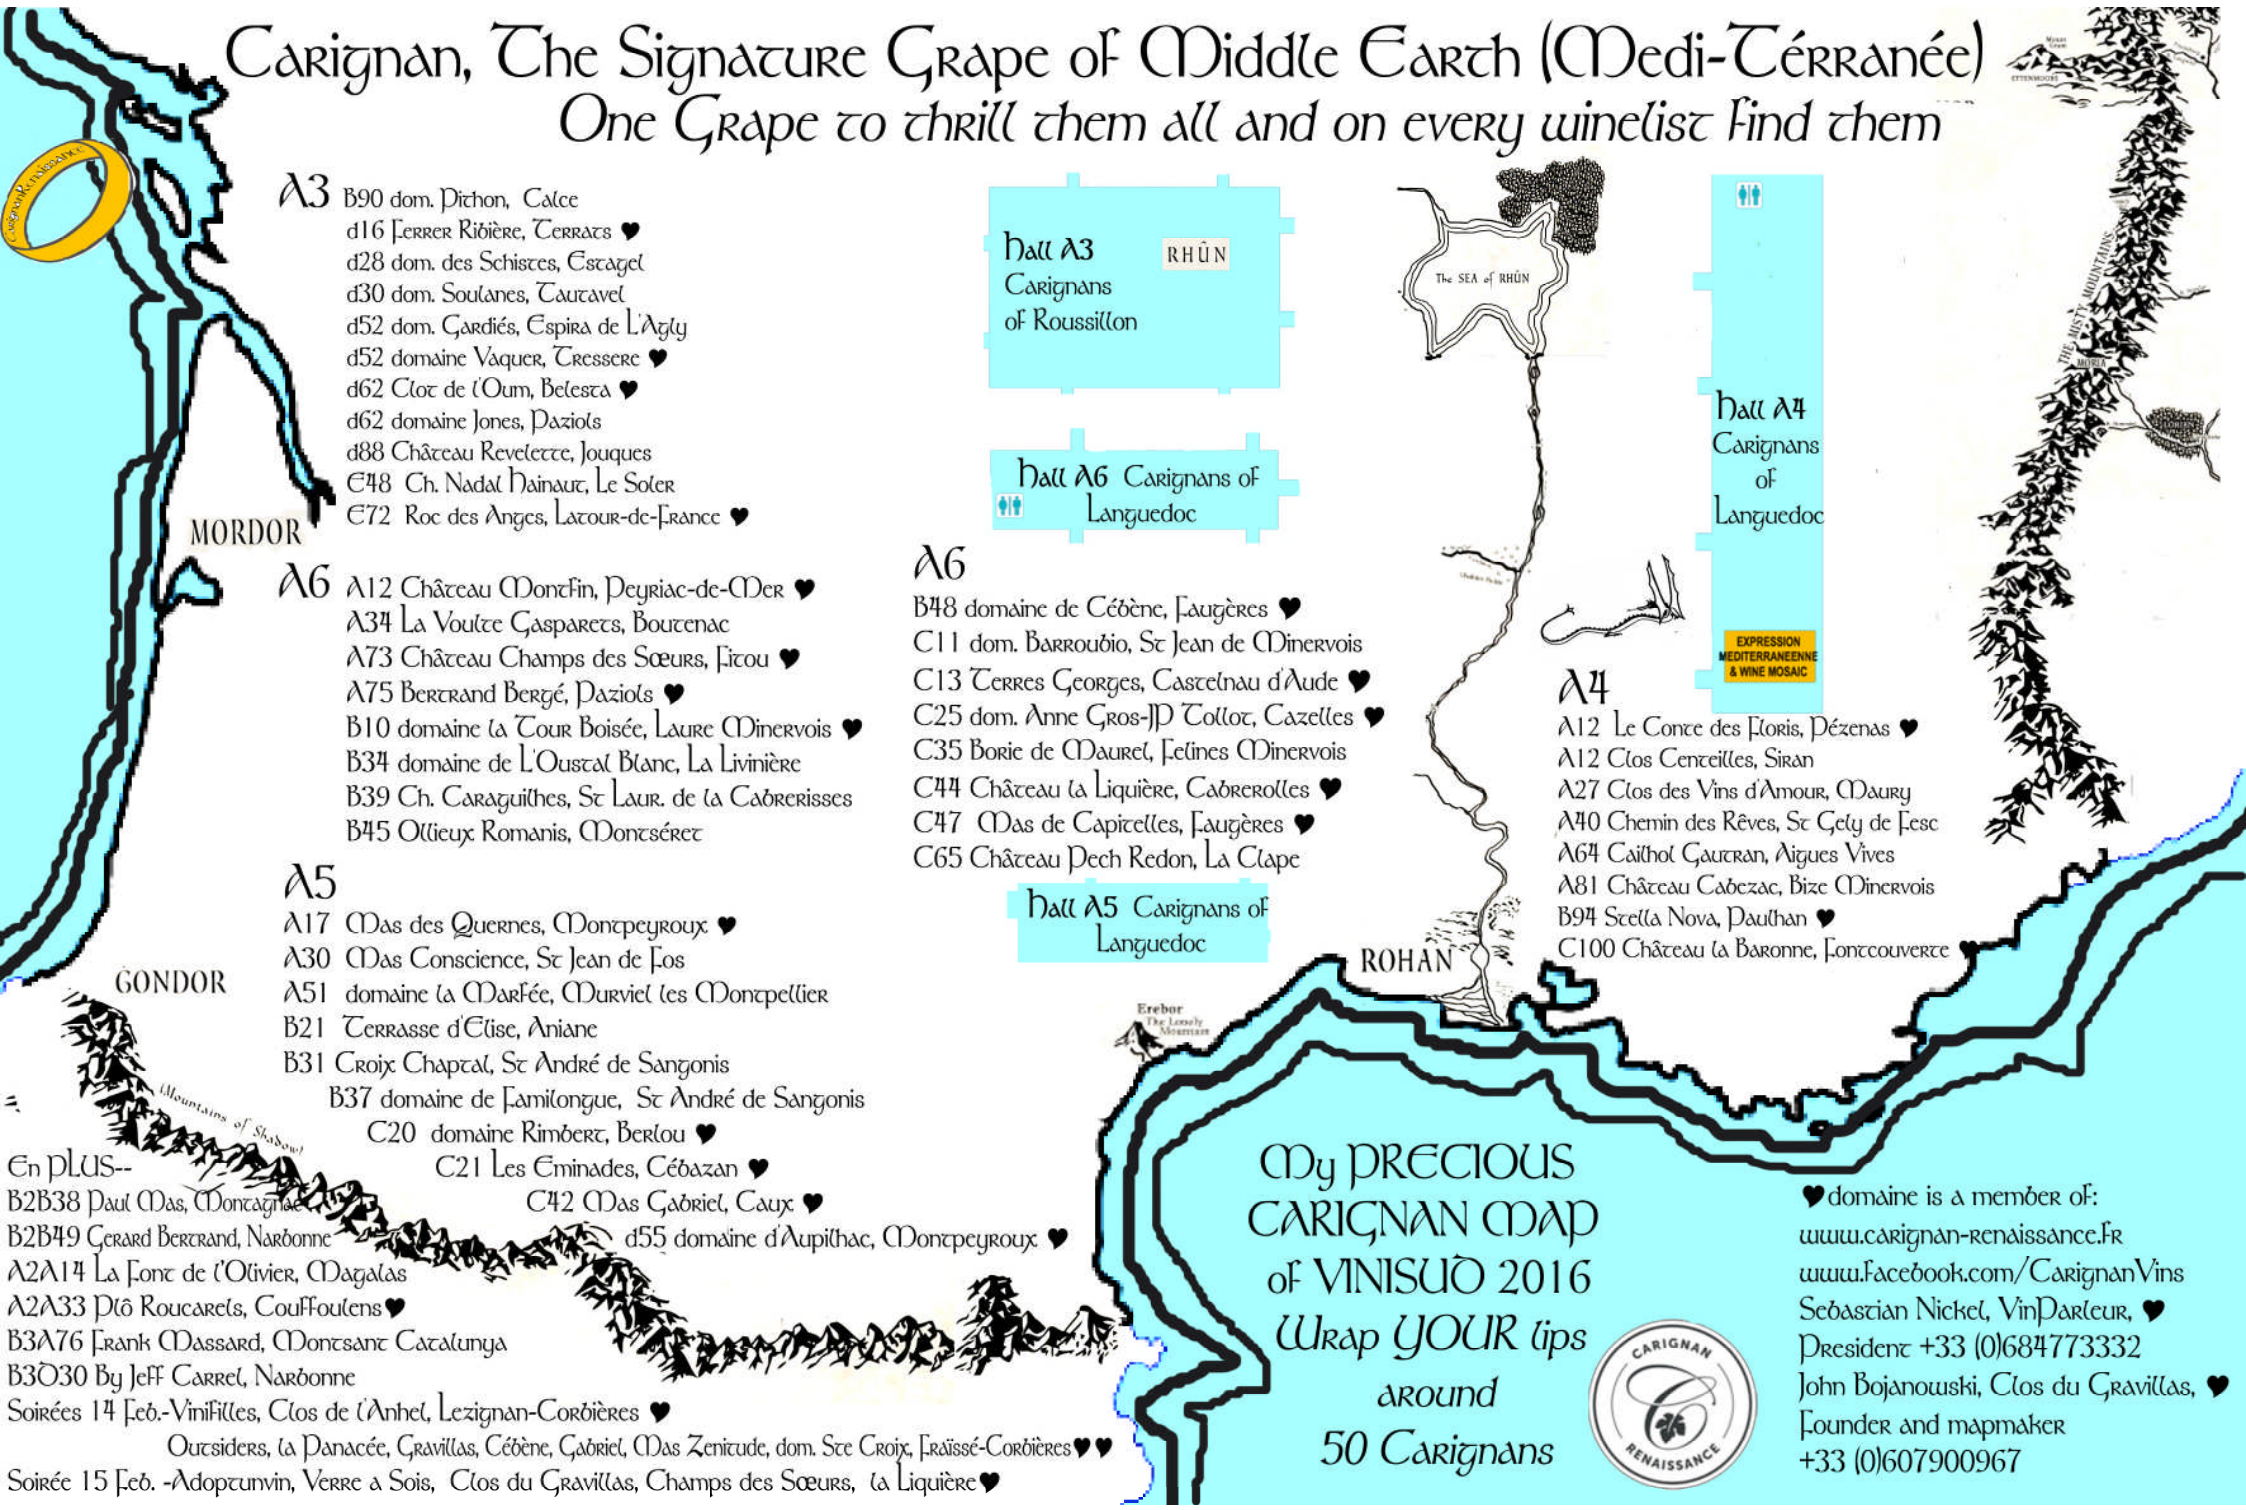 Carignan, The Signature Grape of Middle Earth (Medi-Térranée)
One Grape to thrill them all and on every winelist find them
CarignanRenaissance
A3
B90 dom. Pithon, Calce
d16 Ferrer Ribière, Terrats ♥
d28 dom. des Schistes, Estagel
d30 dom. Soulanes, Tautavel
d52 dom. Gardiés, Espira de L'Agly
d52 domaine Vaquer, Tressere ♥
d62 Clot de l'Oum, Belesta ♥
d62 domaine Jones, Paziols
d88 Château Revelette, Jouques
E48 Ch. Nadal Hainaut, Le Soler
E72 Roc des Anges, Latour-de-France ♥
MORDOR
A6
A12 Château Montfin, Peyriac-de-Mer ♥
A34 La Voulte Gasparets, Boutenac
A73 Château Champs des Sœurs, Fitou ♥
A75 Bertrand Bergé, Paziols ♥
B10 domaine la Tour Boisée, Laure Minervois ♥
B34 domaine de L'Oustal Blanc, La Livinière
B39 Ch. Caraguilhes, St Laur. de la Cabrerisses
B45 Ollieux Romanis, Montséret
A5
A17 Mas des Quernes, Montpeyroux ♥
A30 Mas Conscience, St Jean de Fos
A51 domaine la Marfée, Murviel les Montpellier
B21 Terrasse d'Elise, Aniane
B31 Croix Chaptal, St André de Sangonis
B37 domaine de Familongue, St André de Sangonis
C20 domaine Rimbert, Berlou ♥
C21 Les Eminades, Cébazan ♥
C42 Mas Gabriel, Caux ♥
d55 domaine d'Aupilhac, Montpeyroux ♥
GONDOR
Mountains of Shadow
En PLUS--
B2B38 Paul Mas, Montagnac
B2B49 Gerard Bertrand, Narbonne
A2A14 La Font de l'Olivier, Magalas
A2A33 Plô Roucarels, Couffoulens ♥
B3A76 Frank Massard, Montsant Catalunya
B3D30 By Jeff Carrel, Narbonne
Soirées 14 Feb.-Vinifilles, Clos de l'Anhel, Lezignan-Corbières ♥
Outsiders, la Panacée, Gravillas, Cébène, Gabriel, Mas Zenitude, dom. Ste Croix, Fraïssé-Corbières ♥ ♥
Soirée 15 Feb. -Adoptunvin, Verre a Sois, Clos du Gravillas, Champs des Sœurs, la Liquière ♥
Hall A3
Carignans
of Roussillon
RHÛN
Hall A6 Carignans of
Languedoc
A6
B48 domaine de Cébène, Faugères ♥
C11 dom. Barroubio, St Jean de Minervois
C13 Terres Georges, Castelnau d'Aude ♥
C25 dom. Anne Gros-JP Tollot, Cazelles ♥
C35 Borie de Maurel, Felines Minervois
C44 Château la Liquière, Cabrerolles ♥
C47 Mas de Capitelles, Faugères ♥
C65 Château Pech Redon, La Clape
Hall A5 Carignans of
Languedoc
Erebor
The Lonely
Mountain
The SEA of RHÛN
ROHAN
Hall A4
Carignans
of
Languedoc
EXPRESSION
MEDITERRANEENNE
& WINE MOSAIC
A4
A12 Le Conte des Floris, Pézenas ♥
A12 Clos Centeilles, Siran
A27 Clos des Vins d'Amour, Maury
A40 Chemin des Rêves, St Gely de Fesc
A64 Cailhol Gautran, Aigues Vives
A81 Château Cabezac, Bize Minervois
B94 Stella Nova, Paulhan ♥
C100 Château la Baronne, Fontcouverte ♥
Mount
Gram
ETTENMOORS
THE MISTY MOUNTAINS
MORIA
LORIEN
My PRECIOUS
CARIGNAN MAP
of VINISUD 2016
Wrap YOUR lips
around
50 Carignans
CARIGNAN
RENAISSANCE
♥ domaine is a member of:
www.carignan-renaissance.fr
www.facebook.com/CarignanVins
Sebastian Nickel, VinParleur, ♥
President +33 (0)684773332
John Bojanowski, Clos du Gravillas, ♥
Founder and mapmaker
+33 (0)607900967